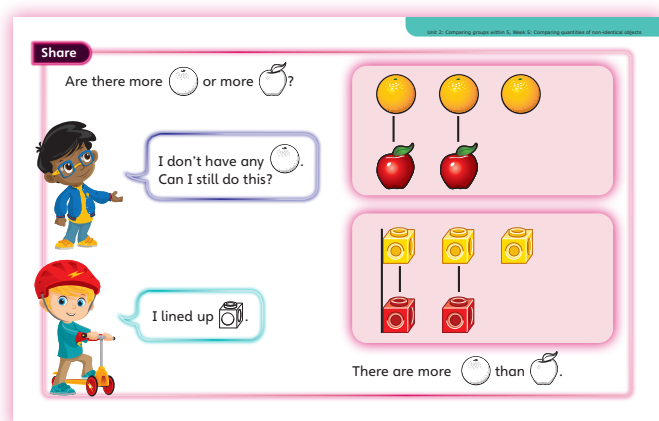 Unit 2: Comparing groups within 5, Week 5: Comparing quantities of non-identical objects
Share
Are there more or more ?
I don't have any .
Can I still do this?
I lined up .
There are more than .